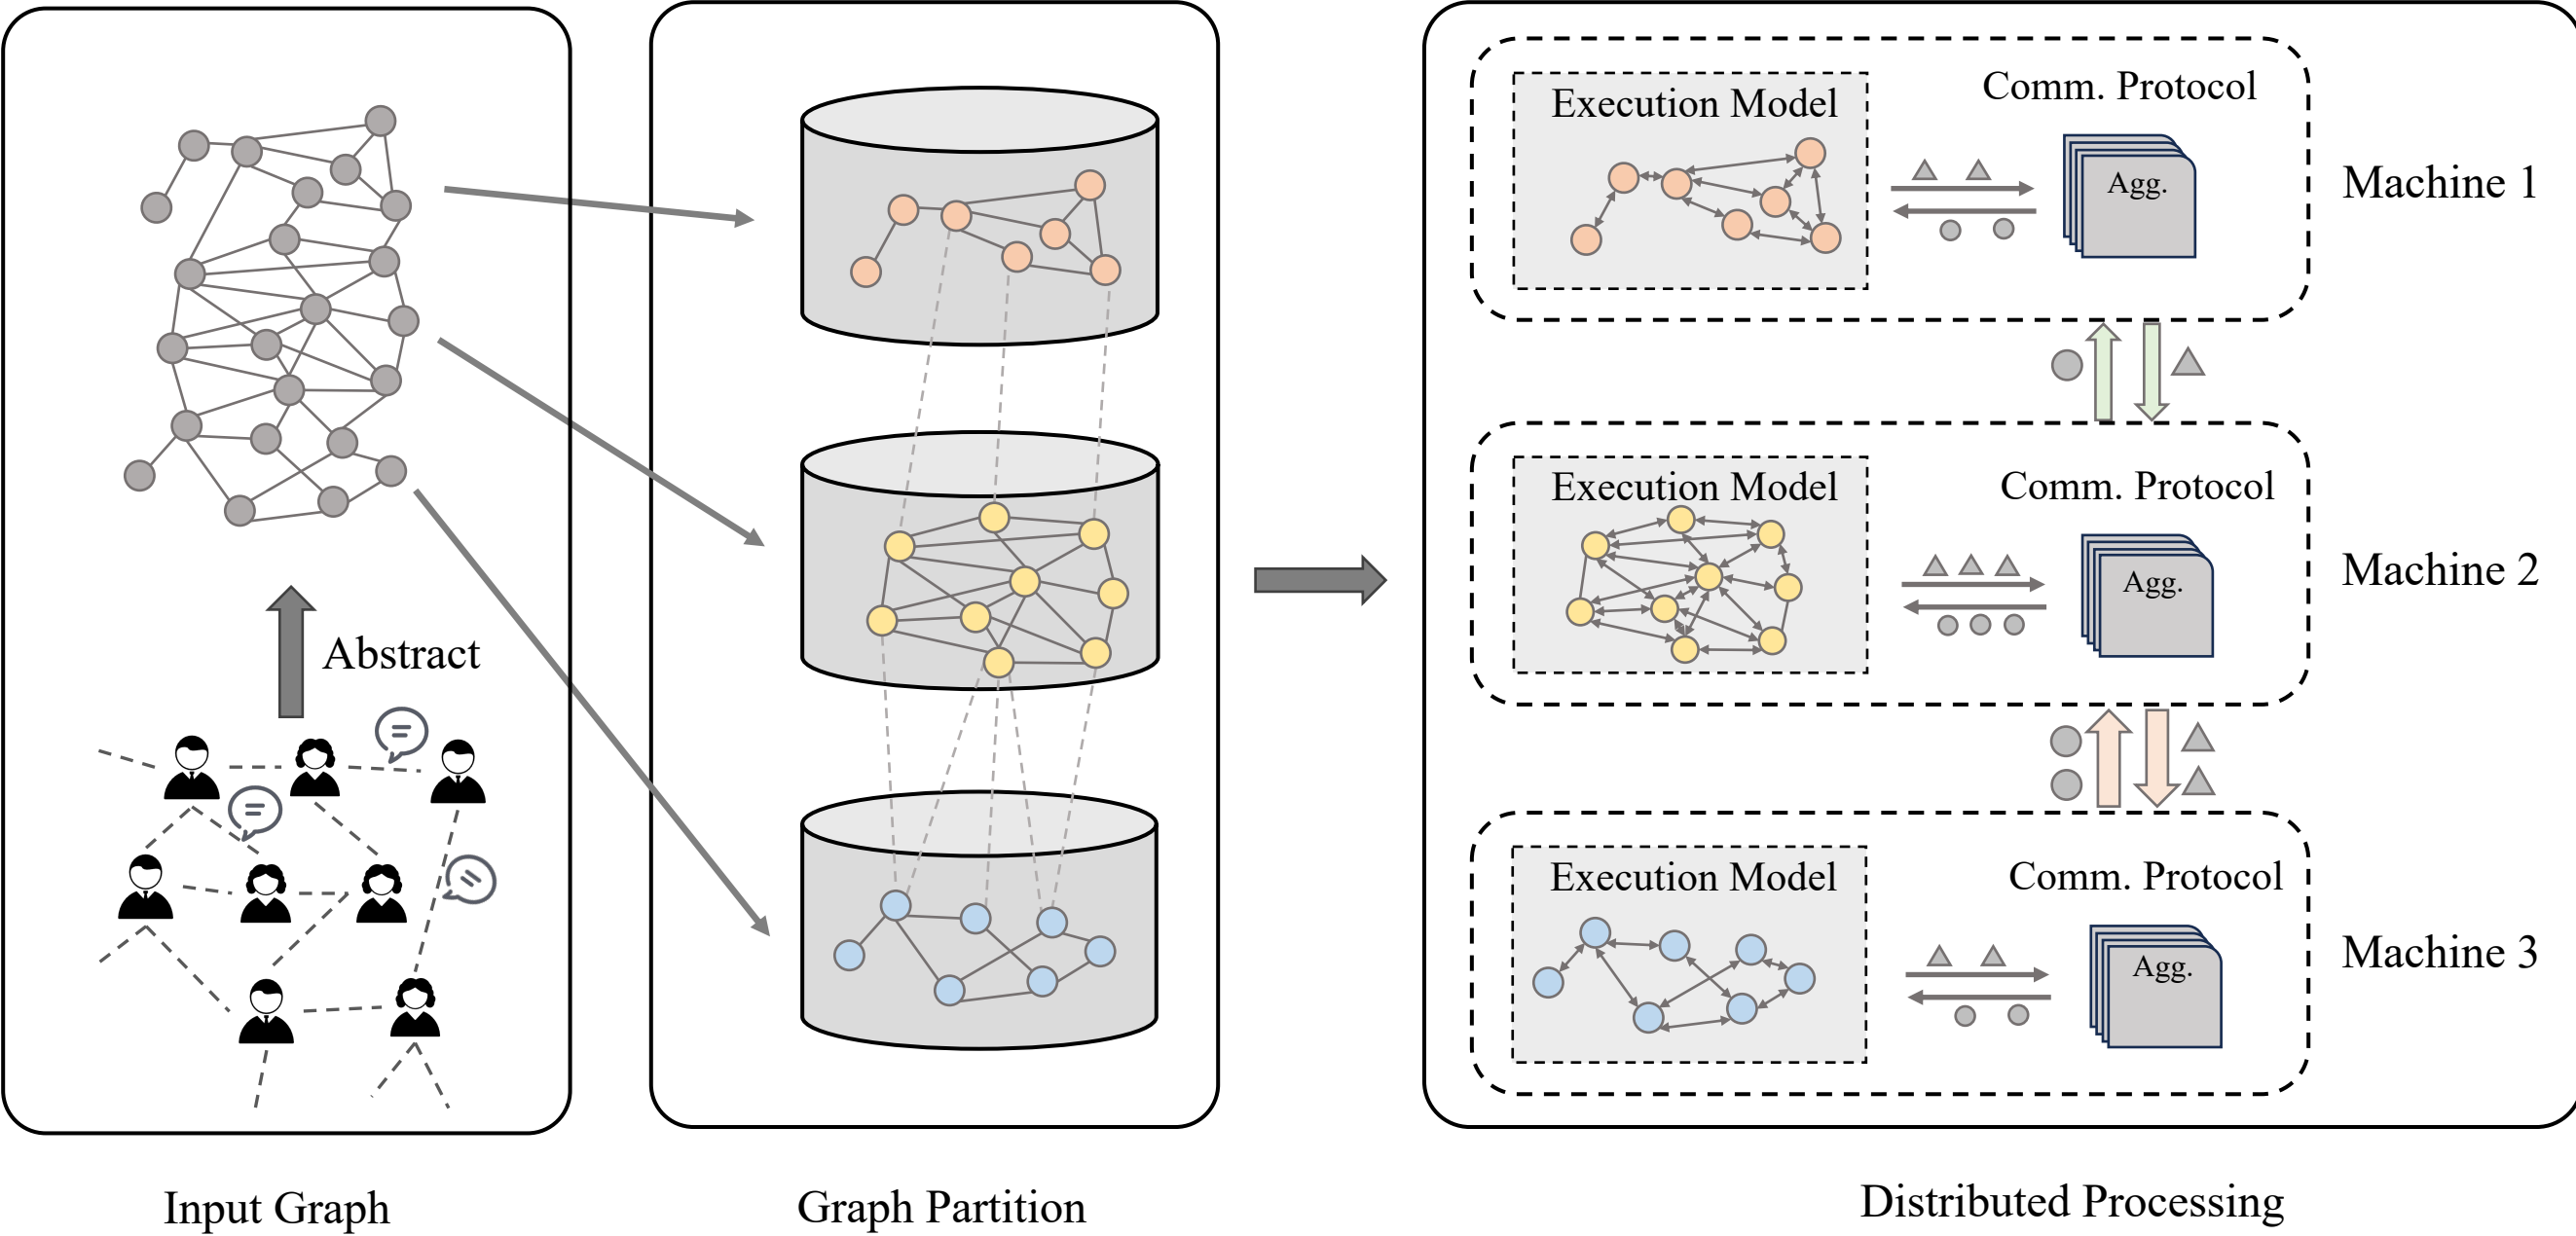 Abstract
Input Graph
Graph Partition
Execution Model
Comm. Protocol
Agg.
Machine 1
Execution Model
Comm. Protocol
Agg.
Machine 2
Execution Model
Comm. Protocol
Agg.
Machine 3
Distributed Processing